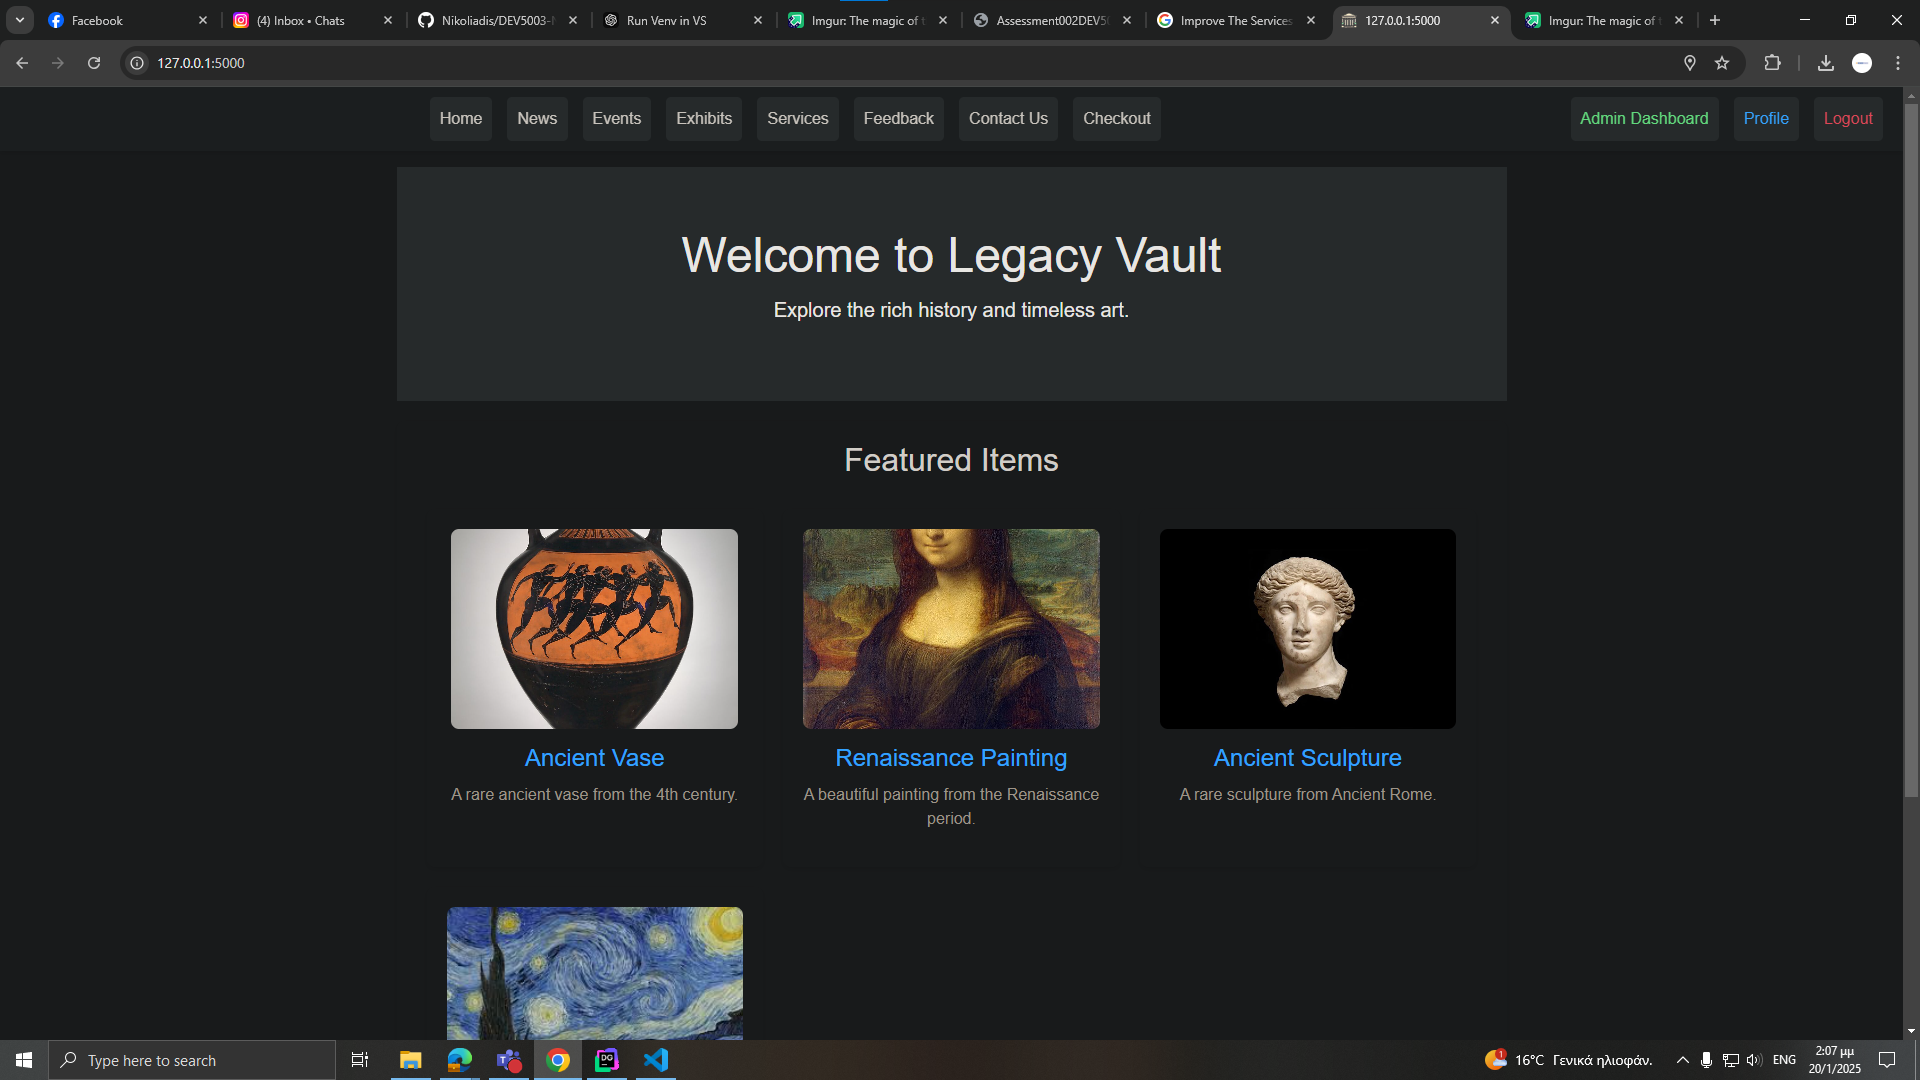 Facebook
(4) Inbox • Chats
Nikoliadis/DEV5003-
Run Venv in VS
Imgur: The magic of
Assessment002DEV50
Improve The Services
127.0.0.1:5000
Imgur: The magic of
127.0.0.1:5000
Home
News
Events
Exhibits
Services
Feedback
Contact Us
Checkout
Admin Dashboard
Profile
Logout
Welcome to Legacy Vault
Explore the rich history and timeless art.
Featured Items
Ancient Vase
A rare ancient vase from the 4th century.
Renaissance Painting
A beautiful painting from the Renaissance
period.
Ancient Sculpture
A rare sculpture from Ancient Rome.
Type here to search
DG
1
16°C Γενικά ηλιοφάν.
ENG
2:07 μμ
20/1/2025